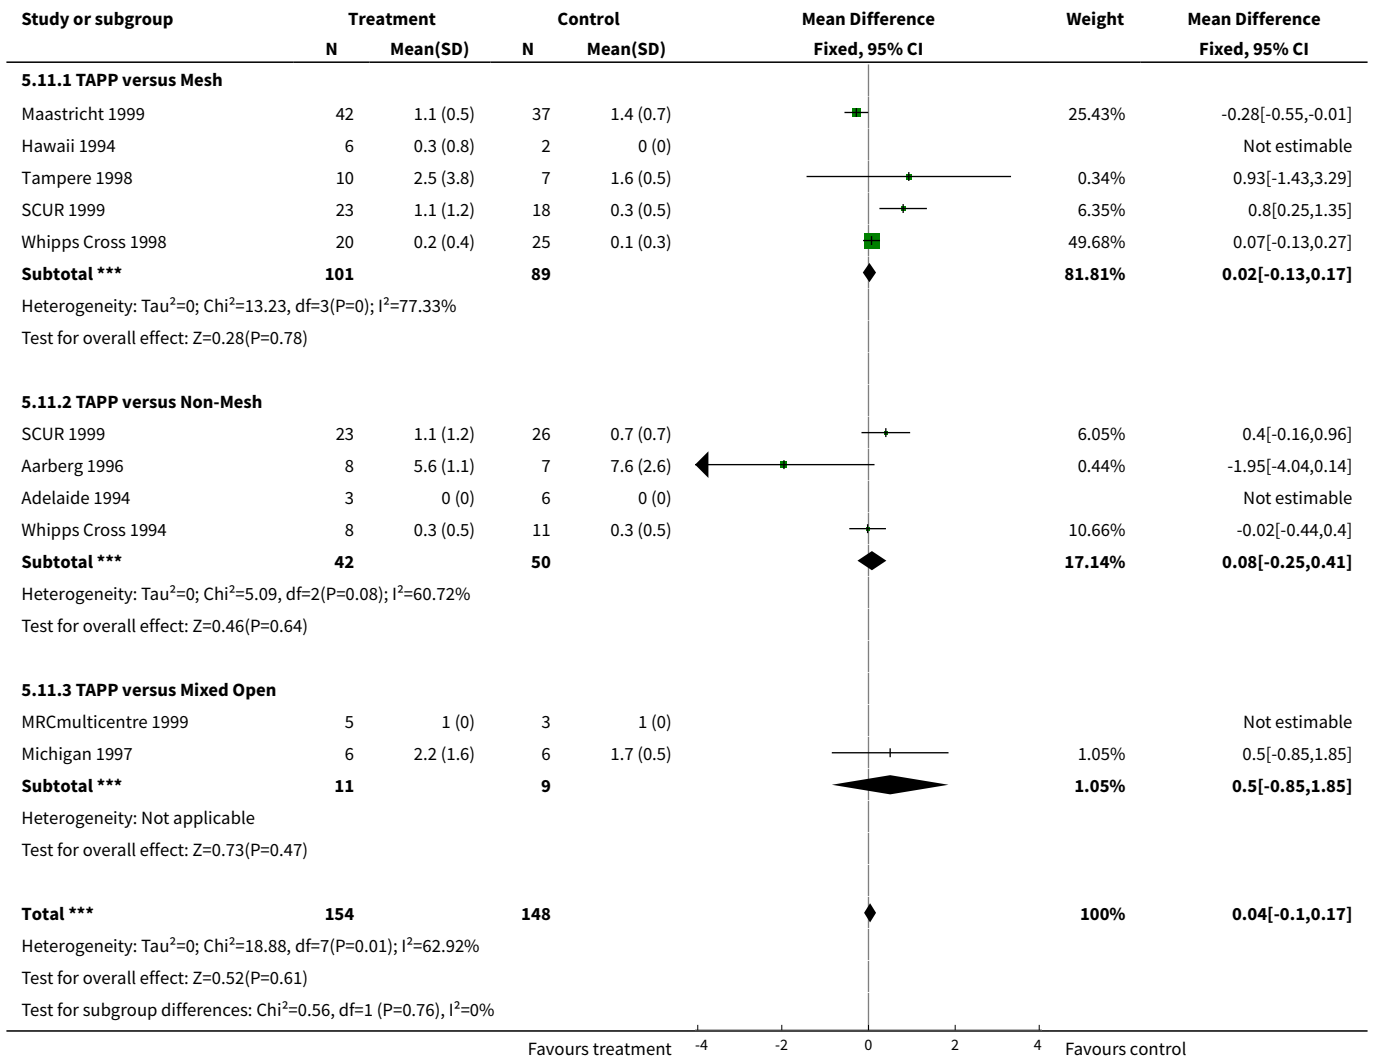 Study or subgroup Treatment Control Mean Difference Weight Mean Difference
N Mean(SD) N Mean(SD) Fixed, 95% CI Fixed, 95% CI
5.11.1 TAPP versus Mesh
Maastricht 1999 42 1.1 (0.5) 37 1.4 (0.7) 25.43% -0.28[-0.55,-0.01]
Hawaii 1994 6 0.3 (0.8) 2 0 (0) Not estimable
Tampere 1998 10 2.5 (3.8) 7 1.6 (0.5) 0.34% 0.93[-1.43,3.29]
SCUR 1999 23 1.1 (1.2) 18 0.3 (0.5) 6.35% 0.8[0.25,1.35]
Whipps Cross 1998 20 0.2 (0.4) 25 0.1 (0.3) 49.68% 0.07[-0.13,0.27]
Subtotal *** 101 89 81.81% 0.02[-0.13,0.17]
Heterogeneity: Tau²=0; Chi²=13.23, df=3(P=0); I²=77.33%
Test for overall effect: Z=0.28(P=0.78)
5.11.2 TAPP versus Non-Mesh
SCUR 1999 23 1.1 (1.2) 26 0.7 (0.7) 6.05% 0.4[-0.16,0.96]
Aarberg 1996 8 5.6 (1.1) 7 7.6 (2.6) 0.44% -1.95[-4.04,0.14]
Adelaide 1994 3 0 (0) 6 0 (0) Not estimable
Whipps Cross 1994 8 0.3 (0.5) 11 0.3 (0.5) 10.66% -0.02[-0.44,0.4]
Subtotal *** 42 50 17.14% 0.08[-0.25,0.41]
Heterogeneity: Tau²=0; Chi²=5.09, df=2(P=0.08); I²=60.72%
Test for overall effect: Z=0.46(P=0.64)
5.11.3 TAPP versus Mixed Open
MRCmulticentre 1999 5 1 (0) 3 1 (0) Not estimable
Michigan 1997 6 2.2 (1.6) 6 1.7 (0.5) 1.05% 0.5[-0.85,1.85]
Subtotal *** 11 9 1.05% 0.5[-0.85,1.85]
Heterogeneity: Not applicable
Test for overall effect: Z=0.73(P=0.47)
Total *** 154 148 100% 0.04[-0.1,0.17]
Heterogeneity: Tau²=0; Chi²=18.88, df=7(P=0.01); I²=62.92%
Test for overall effect: Z=0.52(P=0.61)
Test for subgroup differences: Chi²=0.56, df=1 (P=0.76), I²=0%
Favours treatment -4 -2 0 2 4 Favours control